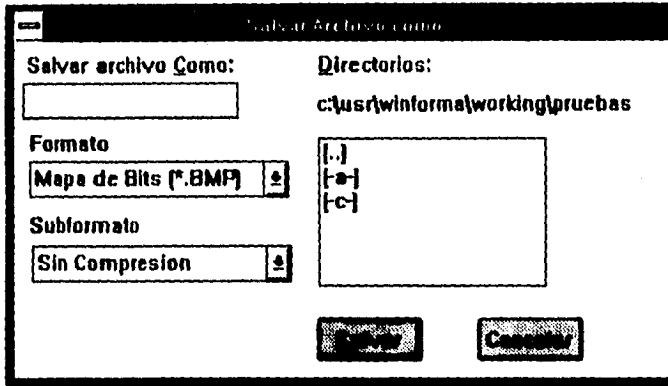 Salvar Archivo como
Salvar archivo Como:
Directorios:
c:\usr\winforma\working\pruebas
Formato
Mapa de Bits (*.BMP)
[..]
[-a-]
[-c-]
Subformato
Sin Compresion
Salvar
Cancelar